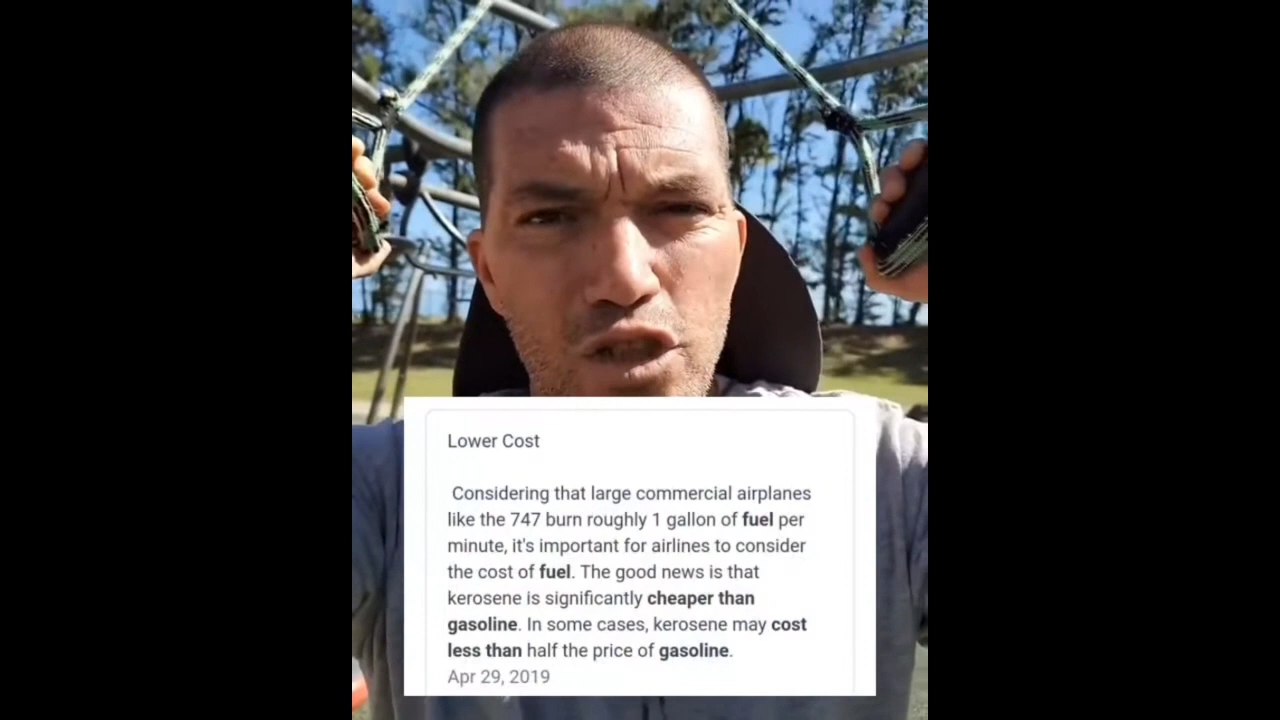 Lower Cost
Considering that large commercial airplanes
like the 747 burn roughly 1 gallon of fuel per
minute, it's important for airlines to consider
the cost of fuel. The good news is that
kerosene is significantly cheaper than
gasoline. In some cases, kerosene may cost
less than half the price of gasoline.
Apr 29, 2019